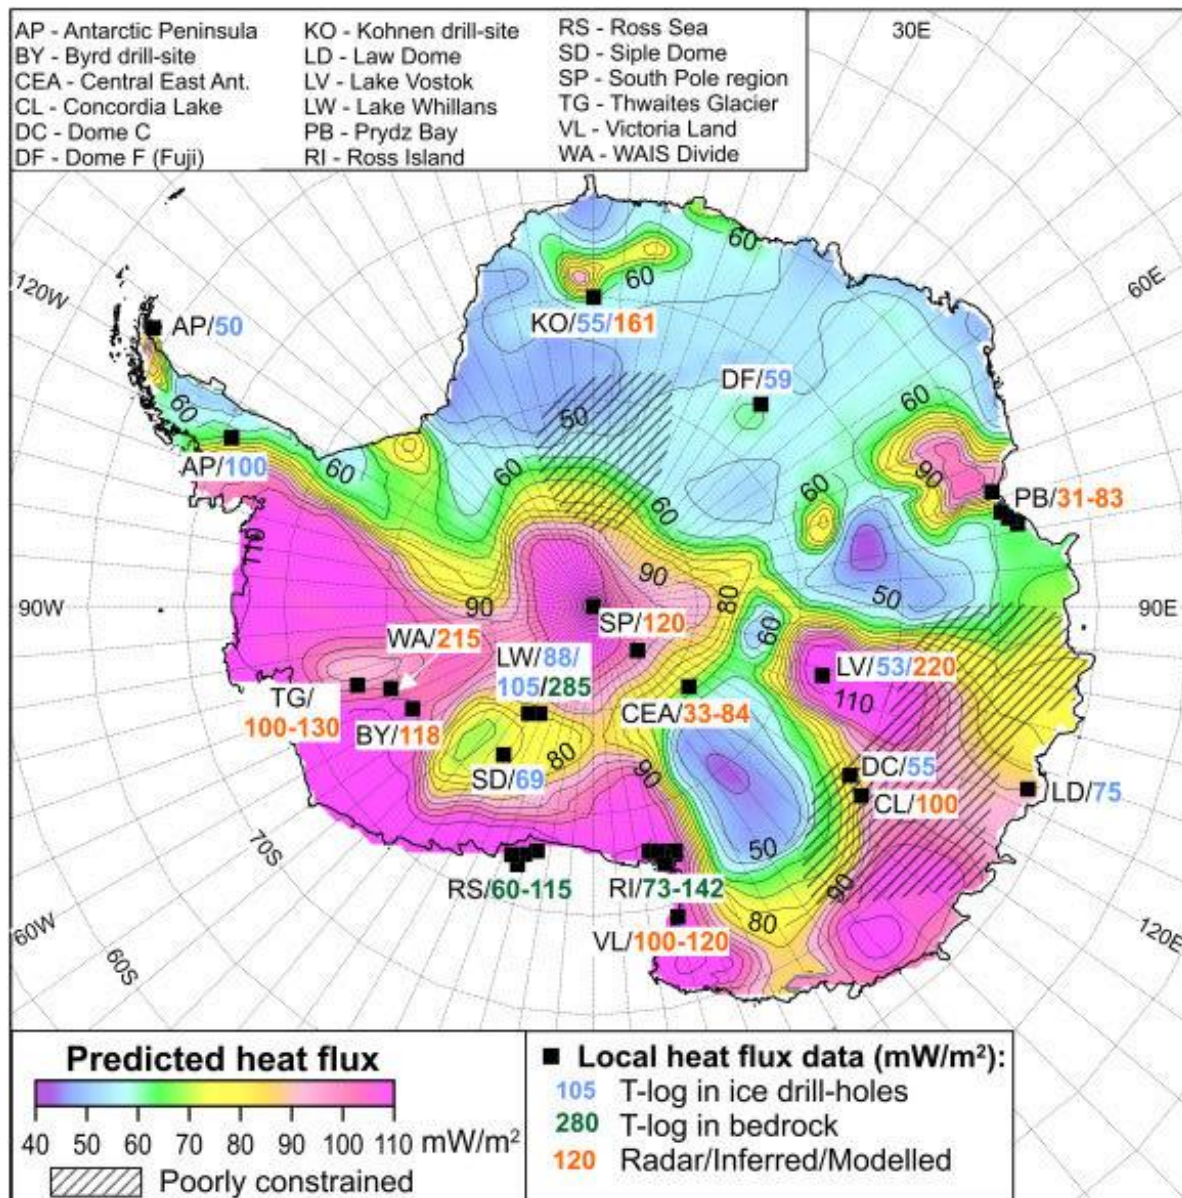 AP - Antarctic Peninsula
BY - Byrd drill-site
CEA - Central East Ant.
CL - Concordia Lake
DC - Dome C
DF - Dome F (Fuji)
KO - Kohnen drill-site
LD - Law Dome
LV - Lake Vostok
LW - Lake Whillans
PB - Prydz Bay
RI - Ross Island
RS - Ross Sea
SD - Siple Dome
SP - South Pole region
TG - Thwaites Glacier
VL - Victoria Land
WA - WAIS Divide
30E
60E
90E
120E
120W
90W
60W
70S
60S
60
60
KO/55/161
AP/50
DF/59
60
50
60
AP/100
60
60
60
60
90
PB/31-83
110
90
90
80
50
60
SP/120
WA/215
LW/88/
105/285
LV/53/220
110
TG/
100-130
BY/118
CEA/33-84
80
SD/69
90
DC/55
CL/100
LD/75
50
90
80
RS/60-115
RI/73-142
VL/100-120
Predicted heat flux
40 50 60 70 80 90 100 110 mW/m²
Poorly constrained
Local heat flux data (mW/m²):
105 T-log in ice drill-holes
280 T-log in bedrock
120 Radar/Inferred/Modelled